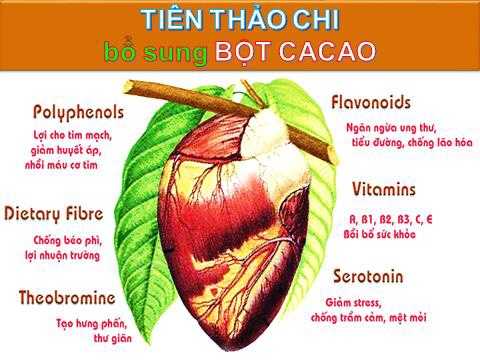 TIÊN THẢO CHI
bổ sung BỘT CACAO
Polyphenols
Lợi cho tim mạch,
giảm huyết áp,
nhồi máu cơ tim
Dietary Fibre
Chống béo phì,
lợi nhuận trường
Theobromine
Tạo hưng phấn,
thư giãn
Flavonoids
Ngăn ngừa ung thư,
tiểu đường, chống lão hóa
Vitamins
A, B1, B2, B3, C, E
Bồi bổ sức khỏe
Serotonin
Giảm stress,
chống trầm cảm, mệt mỏi